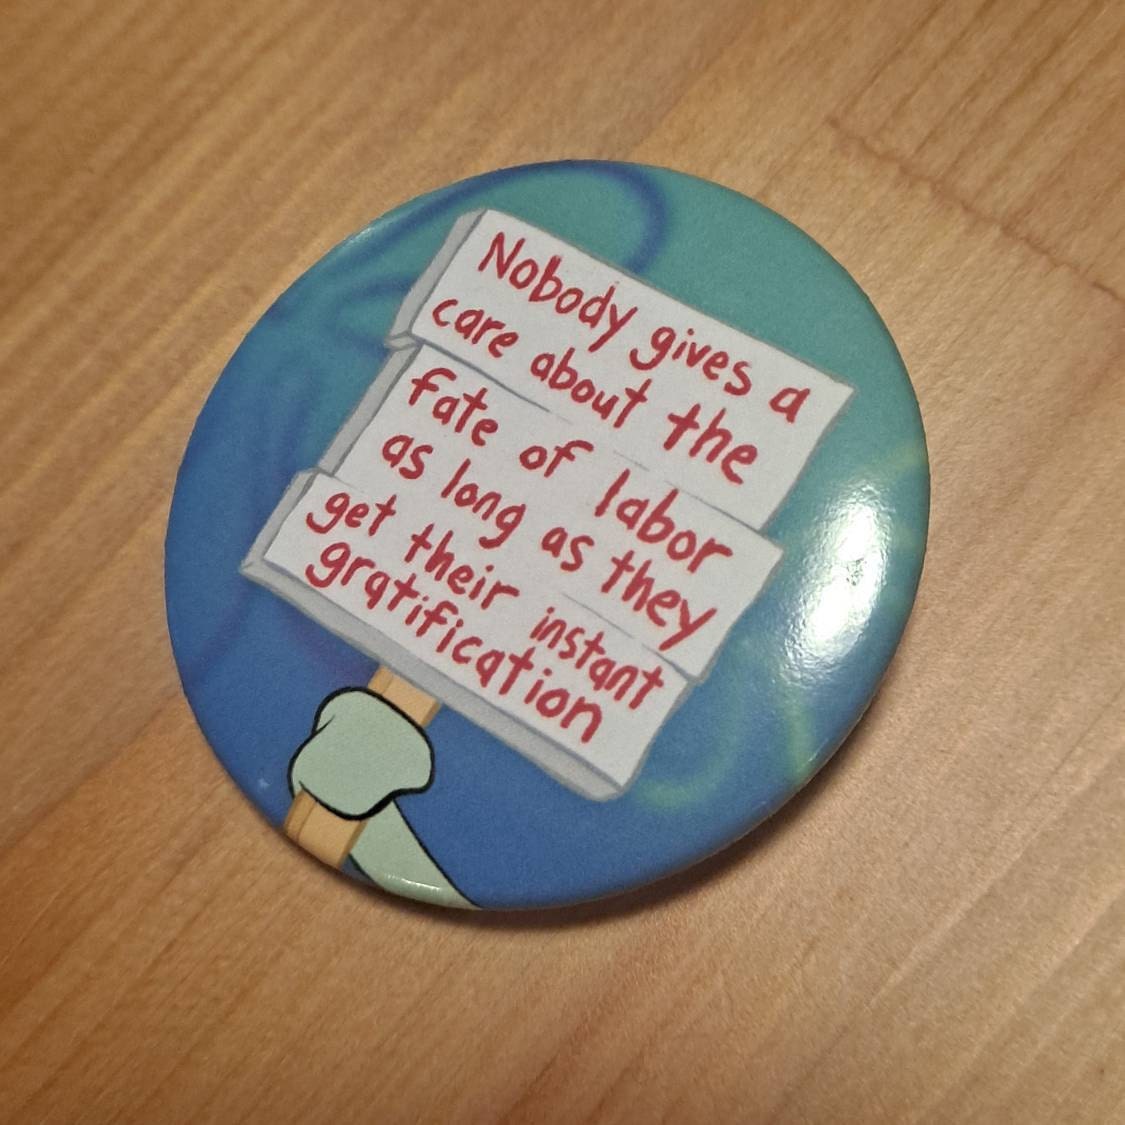 Nobody gives a
care about the
fate of labor
as long as they
get their instant
gratification